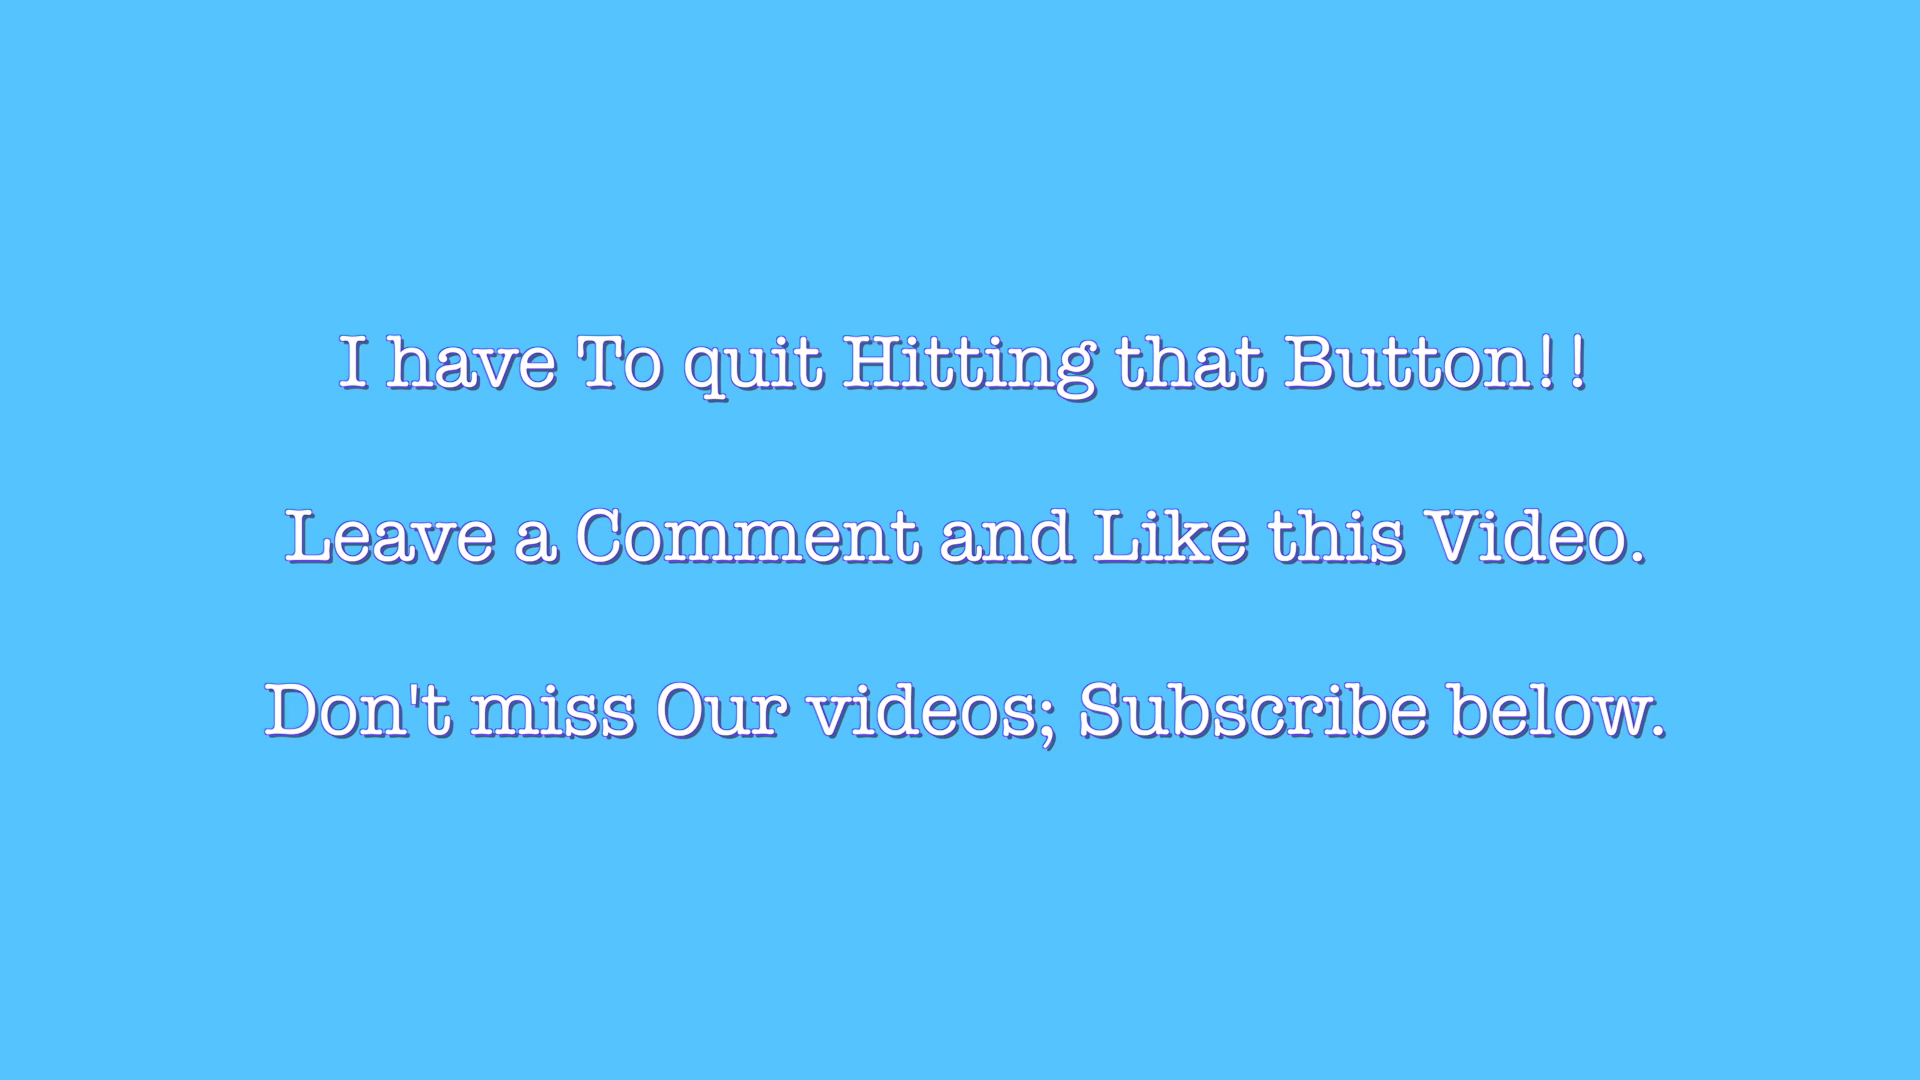 I have To quit Hitting that Button!!
Leave a Comment and Like this Video.
Don't miss Our videos; Subscribe below.